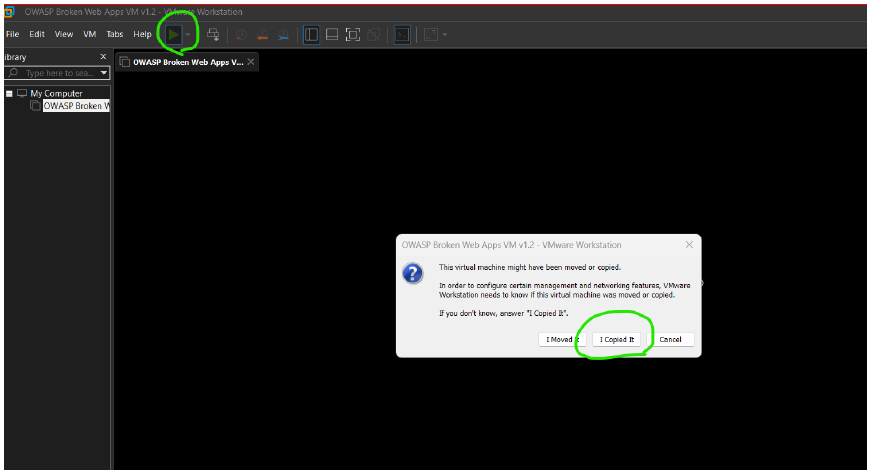 OWASP Broken Web Apps VM v1.2 - VMware Workstation
File Edit View VM Tabs Help
ibrary X
Type here to sea...
OWASP Broken Web Apps V...
My Computer
OWASP Broken W
OWASP Broken Web Apps VM v1.2 - VMware Workstation
This virtual machine might have been moved or copied.
In order to configure certain management and networking features, VMware
Workstation needs to know if this virtual machine was moved or copied.
If you don't know, answer "I Copied It".
I Moved It I Copied It Cancel